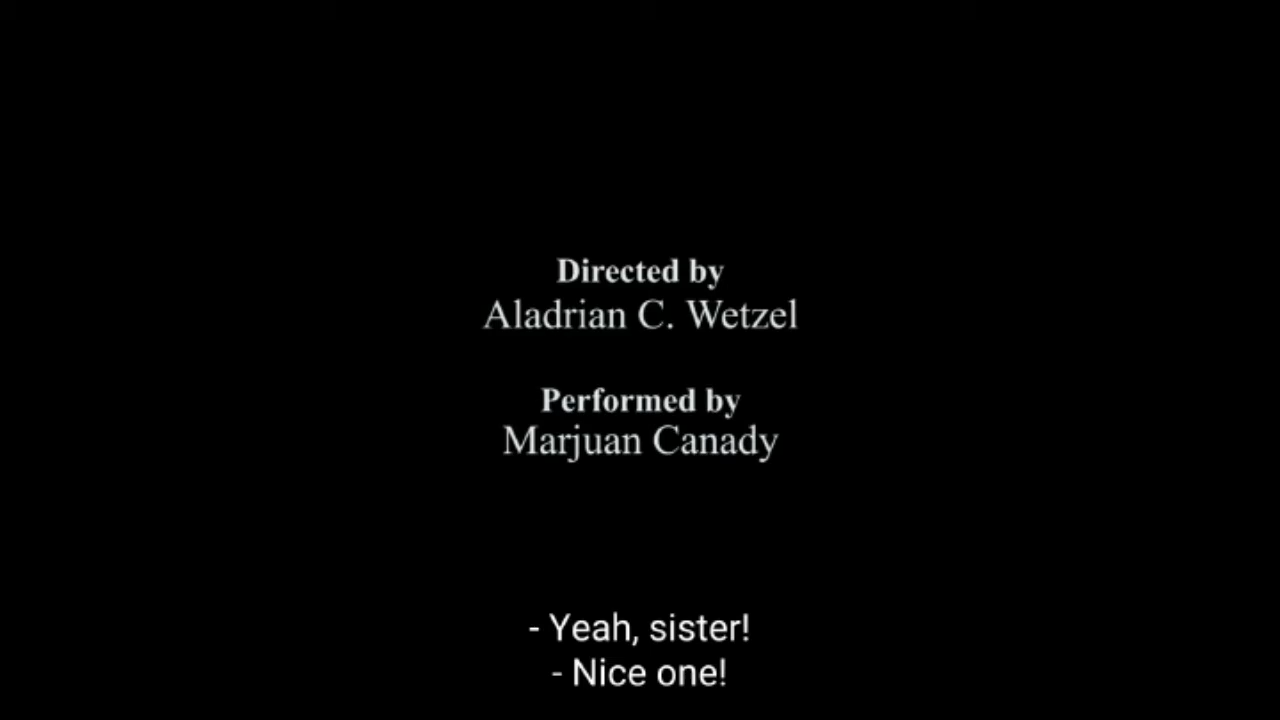 Directed by
Aladrian C. Wetzel
Performed by
Marjuan Canady
- Yeah, sister!
- Nice one!